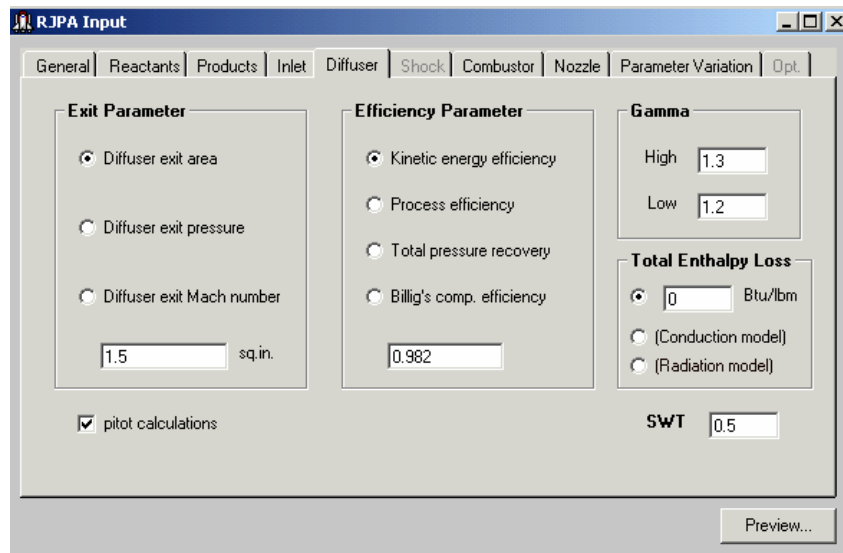 RJPA Input
General Reactants Products Inlet Diffuser Shock Combustor Nozzle Parameter Variation Opt.
Exit Parameter
Diffuser exit area
Diffuser exit pressure
Diffuser exit Mach number
1.5 sq.in.
Efficiency Parameter
Kinetic energy efficiency
Process efficiency
Total pressure recovery
Billig's comp. efficiency
0.982
Gamma
High 1.3
Low 1.2
Total Enthalpy Loss
0 Btu/lbm
(Conduction model)
(Radiation model)
pitot calculations
SWT 0.5
Preview...